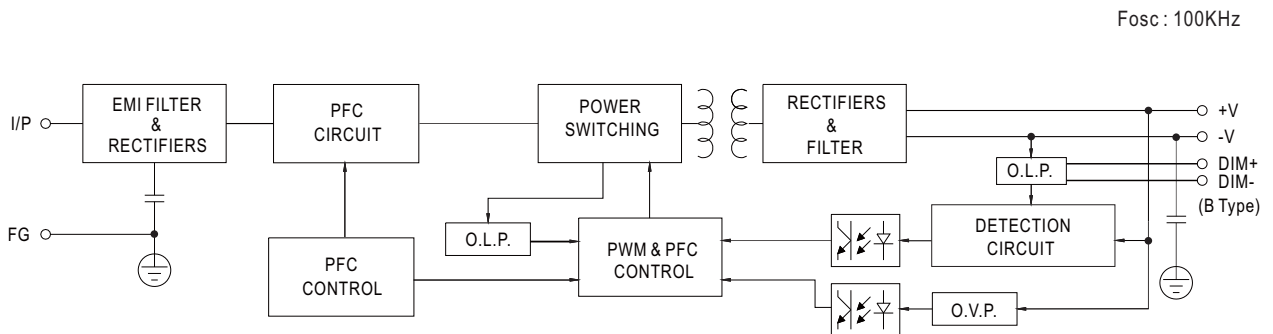 Fosc : 100KHz
I/P
EMI FILTER
&
RECTIFIERS
PFC
CIRCUIT
POWER
SWITCHING
RECTIFIERS
&
FILTER
+V
-V
O.L.P.
DIM+
DIM-
(B Type)
FG
O.L.P.
PFC
CONTROL
PWM & PFC
CONTROL
DETECTION
CIRCUIT
O.V.P.